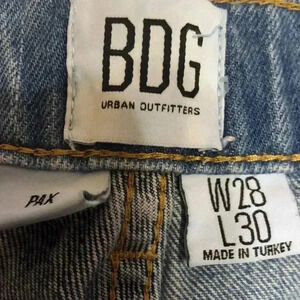 BDG
URBAN OUTFITTERS
PAX
W28
L30
MADE IN TURKEY